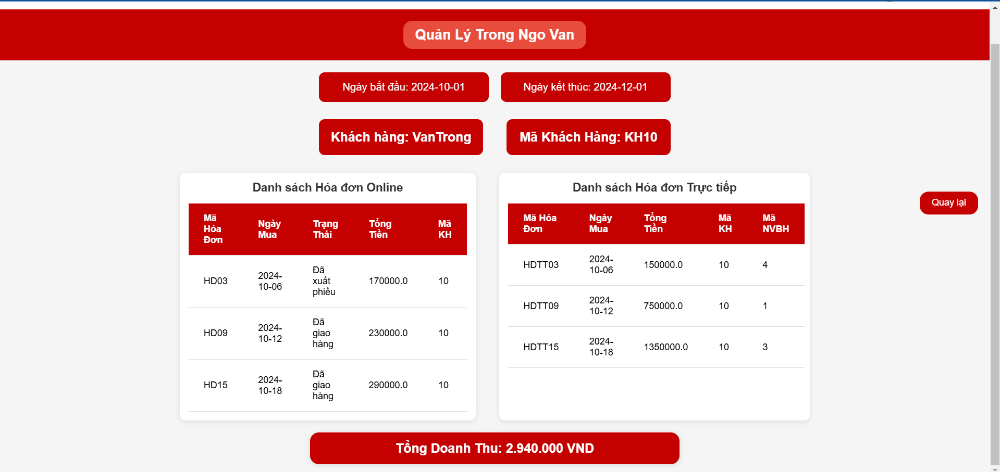 Quản Lý Trong Ngo Van
Ngày bắt đầu: 2024-10-01
Ngày kết thúc: 2024-12-01
Khách hàng: VanTrong
Mã Khách Hàng: KH10
Danh sách Hóa đơn Online
Mã Hóa Đơn Ngày Mua Trạng Thái Tổng Tiền Mã KH
HD03 2024-10-06 Đã xuất phiếu 170000.0 10
HD09 2024-10-12 Đã giao hàng 230000.0 10
HD15 2024-10-18 Đã giao hàng 290000.0 10
Danh sách Hóa đơn Trực tiếp
Mã Hóa Đơn Ngày Mua Tổng Tiền Mã KH Mã NVBH
HDTT03 2024-10-06 150000.0 10 4
HDTT09 2024-10-12 750000.0 10 1
HDTT15 2024-10-18 1350000.0 10 3
Quay lại
Tổng Doanh Thu: 2.940.000 VND